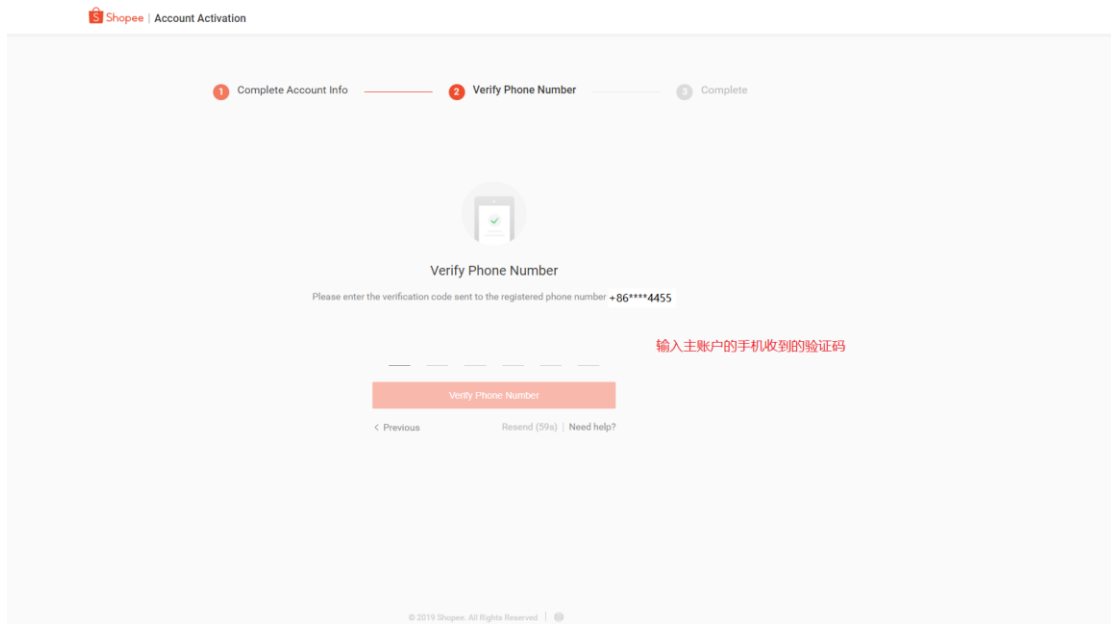 Shopee | Account Activation
1 Complete Account Info 2 Verify Phone Number 3 Complete
Verify Phone Number
Please enter the verification code sent to the registered phone number +86****4455
输入主账户的手机收到的验证码
Verify Phone Number
< Previous Resend (59s) | Need help?
© 2019 Shopee. All Rights Reserved |